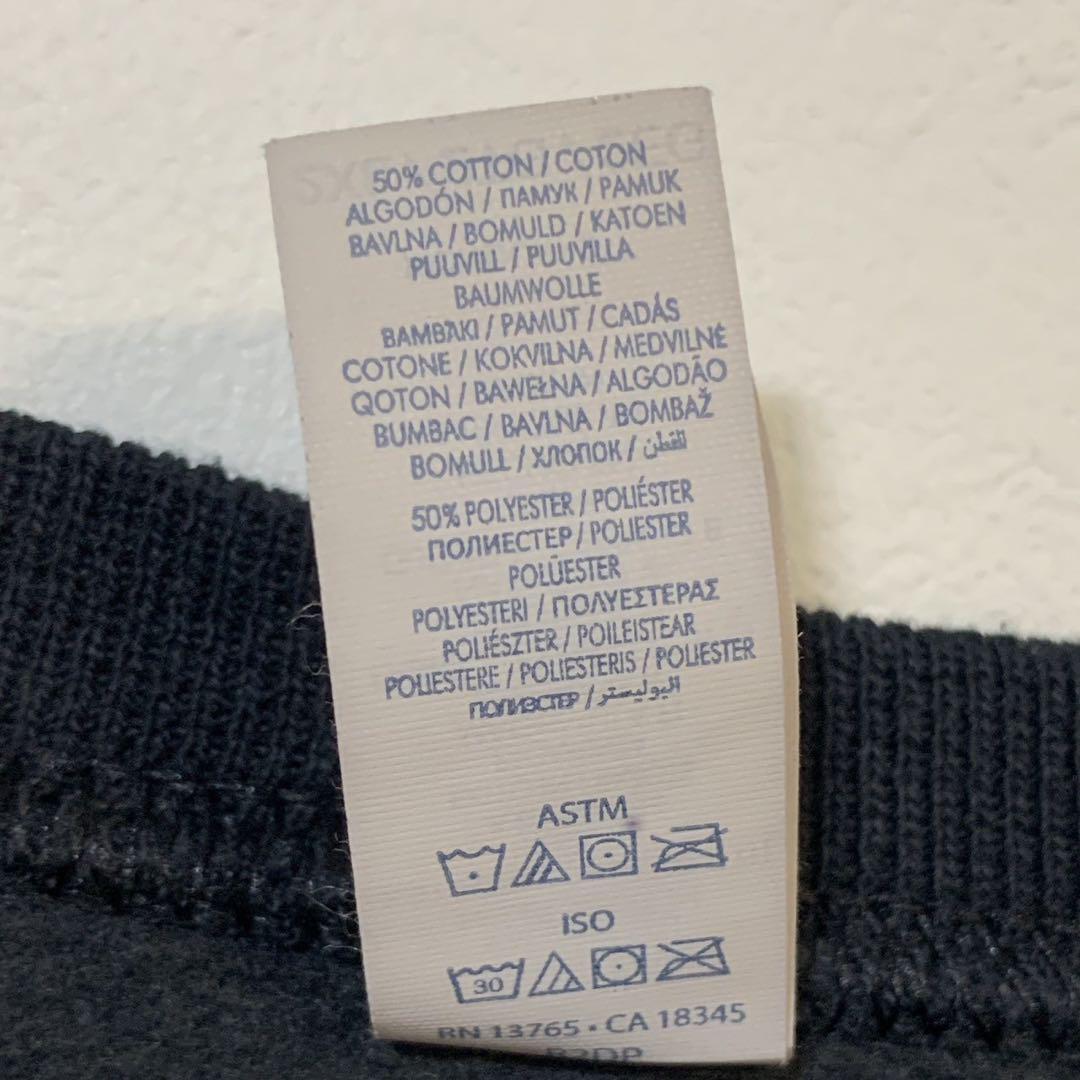 50% COTTON / COTON
ALGODÓN / ПАМУК / PAMUK
BAVLNA / BOMULD / KATOEN
PUUVILL / PUUVILLA
BAUMWOLLE
BAMBAKI / PAMUT / CADÁS
COTONE / KOKVILNA / MEDVILNĖ
QOTON / BAWEŁNA / ALGODÃO
BUMBAC / BAVLNA / BOMBAŽ
BOMULL / ХЛОПОК / القطن
50% POLYESTER / POLIÉSTER
ПОЛИЕСТЕР / POLIESTER
POLÜESTER
POLYESTERI / ΠΟΛΥΕΣΤΕΡΑΣ
POLIÉSZTER / POILEISTEAR
POLIESTERE / POLIESTERIS / POLIESTER
ПОЛИЭСТЕР / البوليستر
ASTM
ISO
30
RN 13765 • CA 18345